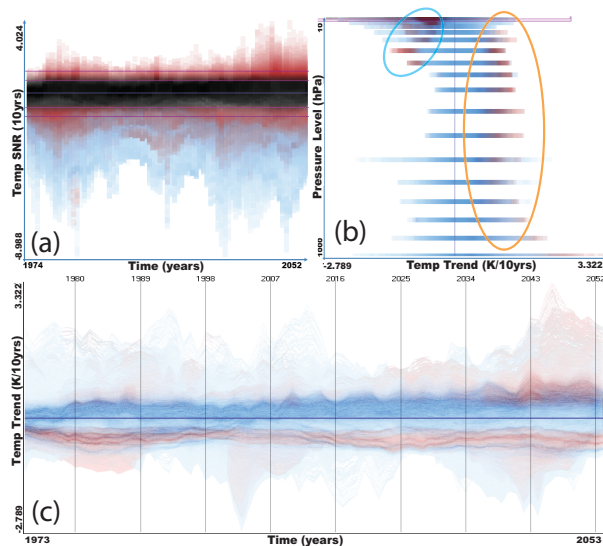 4.024
Temp SNR (10yrs)
-8.988
(a)
1974
Time (years)
2052
10
Pressure Level (hPa)
1000
(b)
-2.789
Temp Trend (K/10yrs)
3.322
1980
1989
1998
2007
2016
2025
2034
2043
2052
3.322
Temp Trend (K/10yrs)
-2.789
(c)
1973
Time (years)
2053